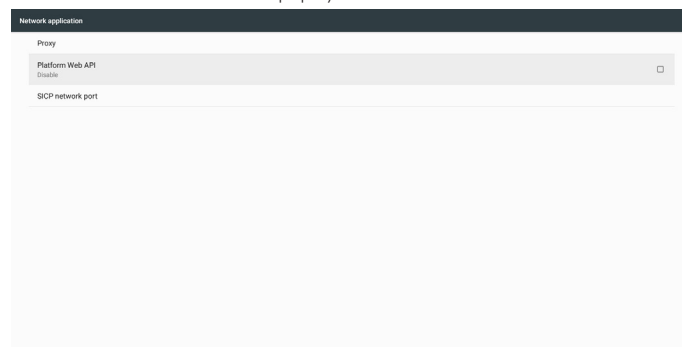 Network application
Proxy
Platform Web API
Disable
SICP network port